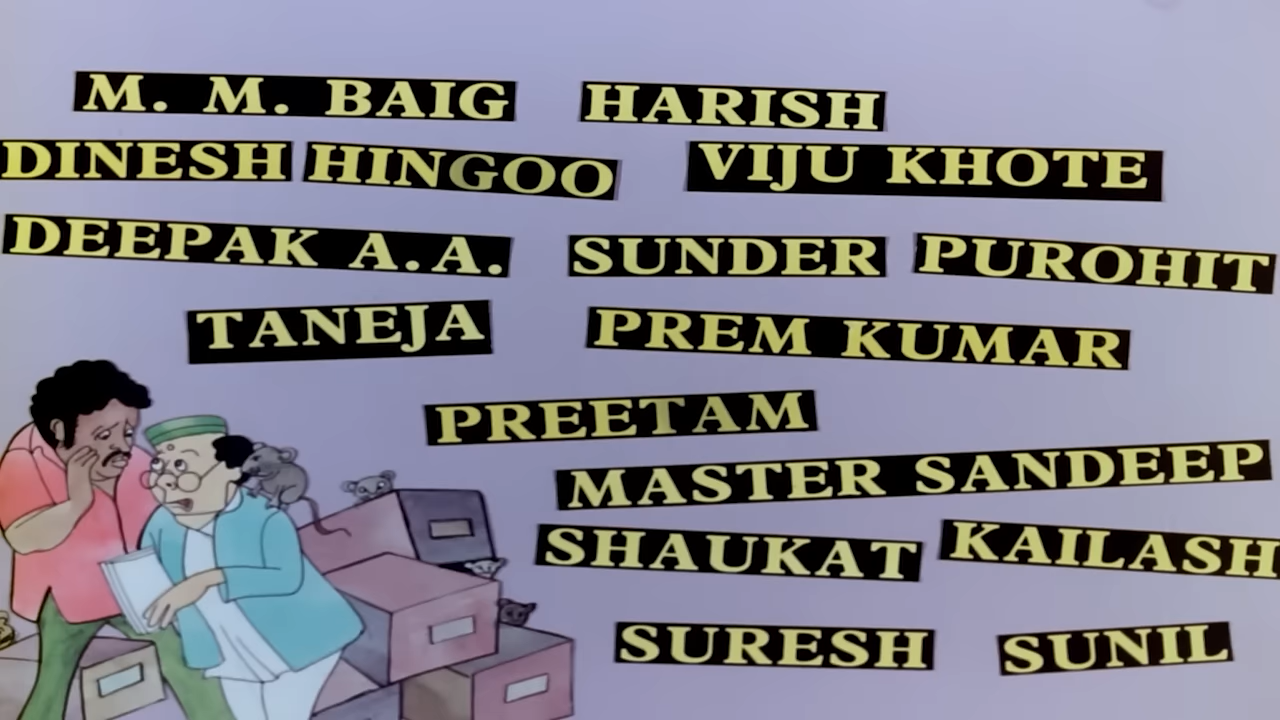 M. M. BAIG HARISH
DINESH HINGOO VIJU KHOTE
DEEPAK A.A. SUNDER PUROHIT
TANEJA PREM KUMAR
PREETAM
MASTER SANDEEP
SHAUKAT KAILASH
SURESH SUNIL